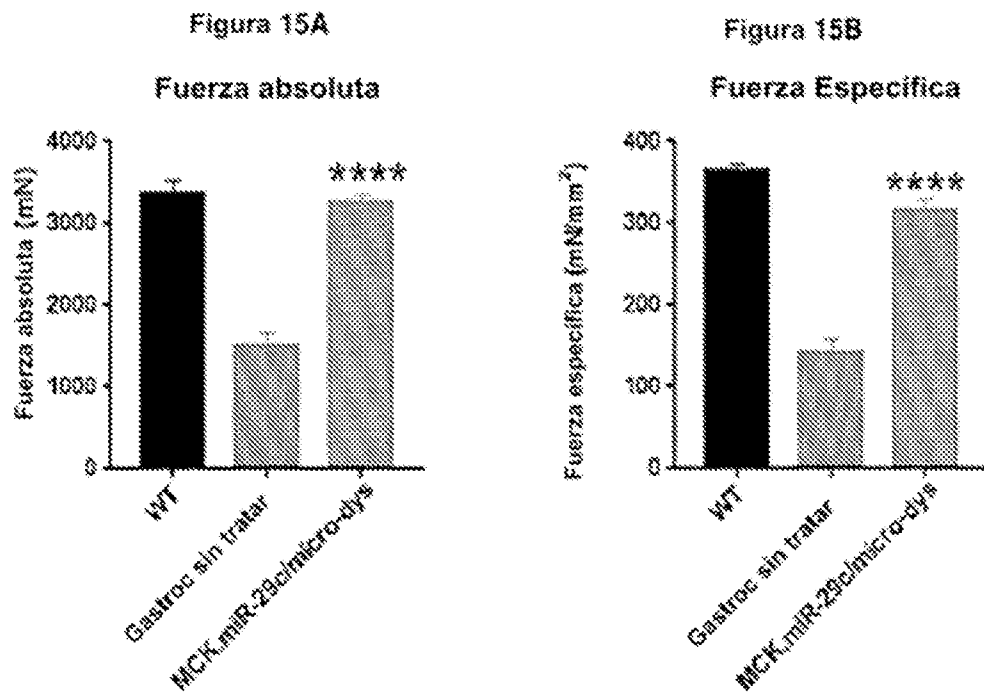 Figura 15A
Fuerza absoluta
Fuerza absoluta (mN)
4000
3000
2000
1000
0
****
WT
Gastroc sin tratar
MCK.miR-29c/micro-dys
Figura 15B
Fuerza Específica
Fuerza específica (mN/mm²)
400
300
200
100
0
****
WT
Gastroc sin tratar
MCK.miR-29c/micro-dys